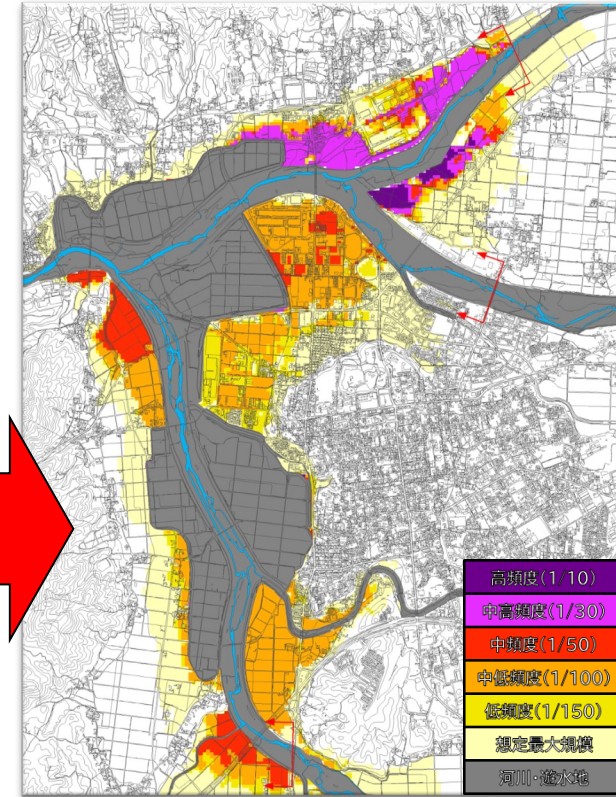 高頻度(1/10)
中高頻度(1/30)
中頻度(1/50)
中低頻度(1/100)
低頻度(1/150)
想定最大規模
河川・遊水地